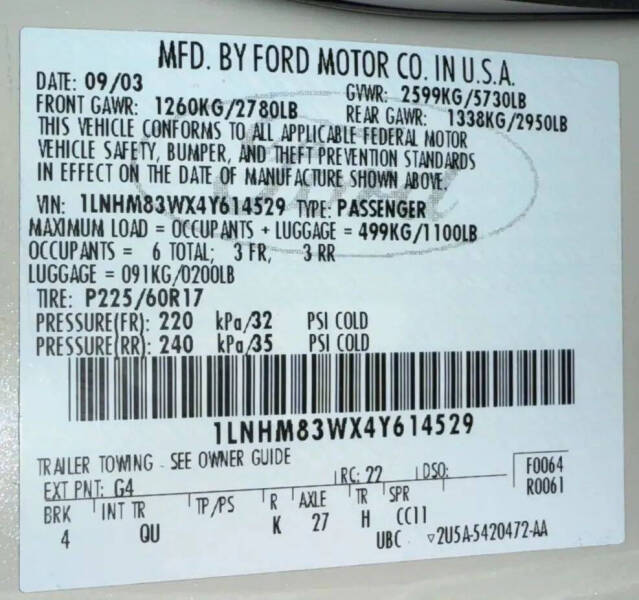 MFD. BY FORD MOTOR CO. IN U.S.A.
DATE: 09/03 GVWR: 2599KG/5730LB
FRONT GAWR: 1260KG/2780LB REAR GAWR: 1338KG/2950LB
THIS VEHICLE CONFORMS TO ALL APPLICABLE FEDERAL MOTOR
VEHICLE SAFETY, BUMPER, AND THEFT PREVENTION STANDARDS
IN EFFECT ON THE DATE OF MANUFACTURE SHOWN ABOVE.
VIN: 1LNHM83WX4Y614529 TYPE: PASSENGER
MAXIMUM LOAD = OCCUPANTS + LUGGAGE = 499KG/1100LB
OCCUPANTS = 6 TOTAL; 3 FR, 3 RR
LUGGAGE = 091KG/0200LB
TIRE: P225/60R17
PRESSURE(FR): 220 kPa/32 PSI COLD
PRESSURE(RR): 240 kPa/35 PSI COLD
1LNHM83WX4Y614529
TRAILER TOWING - SEE OWNER GUIDE
EXT PNT: G4 RC: 22 DSO: F0064
R0061
BRK INT TR TP/PS R AXLE TR SPR
4 QU K 27 H CC11
UBC ▽2U5A-5420472-AA
Ford